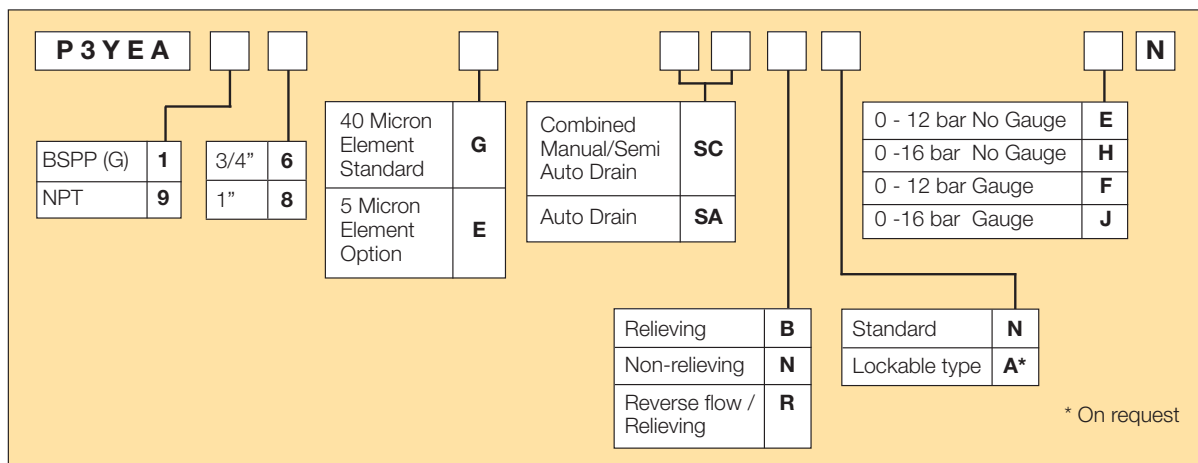 P3YEA N
BSPP (G) 1
NPT 9
3/4” 6
1” 8
40 Micron
Element
Standard
G
5 Micron
Element
Option
E
Combined
Manual/Semi
Auto Drain
SC
Auto Drain SA
0 - 12 bar No Gauge E
0 -16 bar No Gauge H
0 - 12 bar Gauge F
0 -16 bar Gauge J
Relieving B
Non-relieving N
Reverse flow /
Relieving
R
Standard N
Lockable type A*
* On request